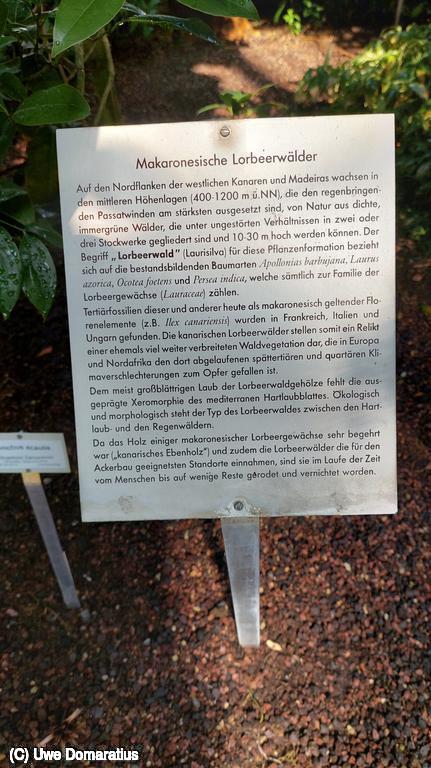 Makaronesische Lorbeerwälder
Auf den Nordflanken der westlichen Kanaren und Madeiras wachsen in
den mittleren Höhenlagen (400-1200 m ü.NN), die den regenbringen-
den Passatwinden am stärksten ausgesetzt sind, von Natur aus dichte,
immergrüne Wälder, die unter ungestörten Verhältnissen in zwei oder
drei Stockwerke gegliedert sind und 10-30 m hoch werden können. Der
Begriff „Lorbeerwald" (Laurisilva) für diese Pflanzenformation bezieht
sich auf die bestandsbildenden Baumarten Apollonias barbujana, Laurus
azorica, Ocotea foetens und Persea indica, welche sämtlich zur Familie der
Lorbeergewächse (Lauraceae) zählen.
Tertiärfossilien dieser und anderer heute als makaronesisch geltender Flo-
renelemente (z.B. Ilex canariensis) wurden in Frankreich, Italien und
Ungarn gefunden. Die kanarischen Lorbeerwälder stellen somit ein Relikt
einer ehemals viel weiter verbreiteten Waldvegetation dar, die in Europa
und Nordafrika den dort abgelaufenen spättertiären und quartären Kli-
maverschlechterungen zum Opfer gefallen ist.
Dem meist großblättrigen Laub der Lorbeerwaldgehölze fehlt die aus-
geprägte Xeromorphie des mediterranen Hartlaubblattes. Ökologisch
und morphologisch steht der Typ des Lorbeerwaldes zwischen den Hart-
laub- und den Regenwäldern.
Da das Holz einiger makaronesischer Lorbeergewächse sehr begehrt
war („kanarisches Ebenholz") und zudem die Lorbeerwälder die für den
Ackerbau geeignetsten Standorte einnahmen, sind sie im Laufe der Zeit
vom Menschen bis auf wenige Reste gerodet und vernichtet worden.
(C) Uwe Domaratius